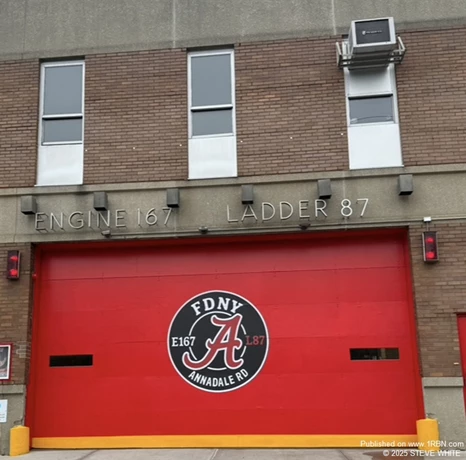 ENGINE 167 LADDER 87
FDNY
E167 A L87
ANNADALE RD
Published on www.1RBN.com
© 2025 STEVE WHITE